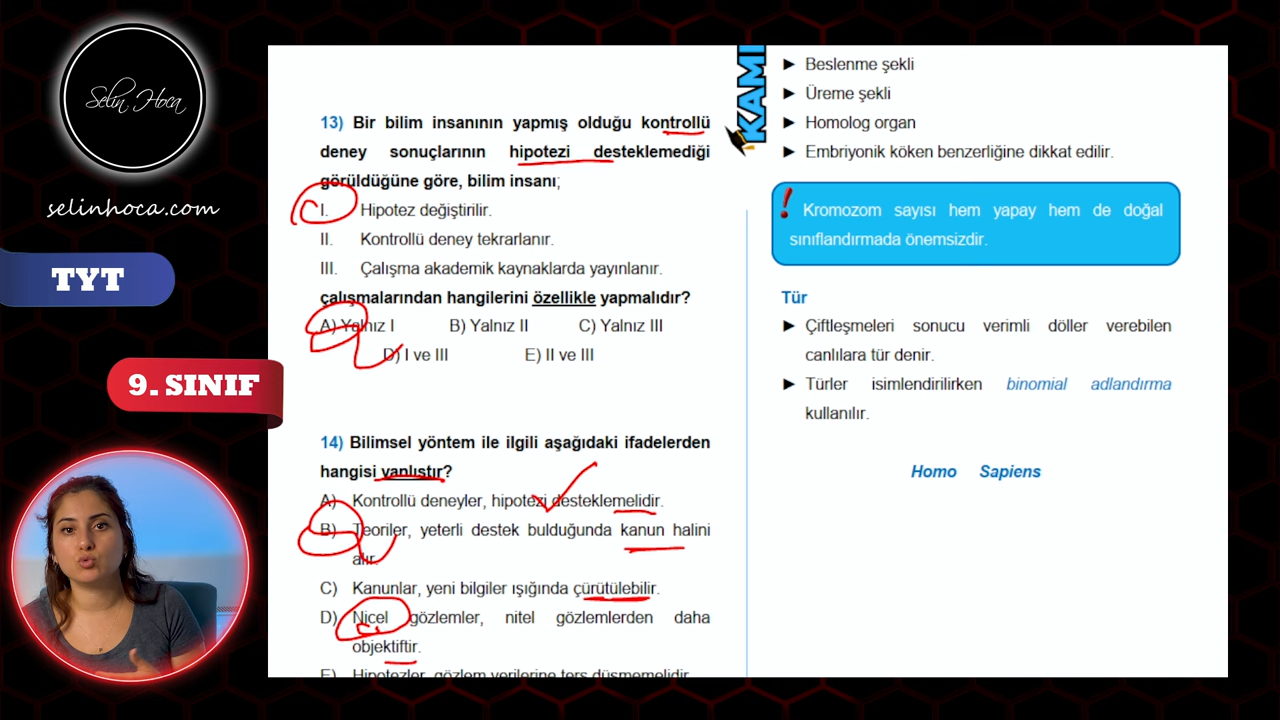 Selin Hoca
selinhoca.com
TYT
9. SINIF
13) Bir bilim insanının yapmış olduğu kontrollü
deney sonuçlarının hipotezi desteklemediği
görüldüğüne göre, bilim insanı;
I. Hipotez değiştirilir.
II. Kontrollü deney tekrarlanır.
III. Çalışma akademik kaynaklarda yayınlanır.
çalışmalarından hangilerini özellikle yapmalıdır?
A) Yalnız I B) Yalnız II C) Yalnız III
D) I ve III E) II ve III
14) Bilimsel yöntem ile ilgili aşağıdaki ifadelerden
hangisi yanlıştır?
A) Kontrollü deneyler, hipotezi desteklemelidir.
B) Teoriler, yeterli destek bulduğunda kanun halini
alır.
C) Kanunlar, yeni bilgiler ışığında çürütülebilir.
D) Nicel gözlemler, nitel gözlemlerden daha
objektiftir.
E) Hipotezler, gözlem verilerine ters düşmemelidir.
KAMP
► Beslenme şekli
► Üreme şekli
► Homolog organ
► Embriyonik köken benzerliğine dikkat edilir.
! Kromozom sayısı hem yapay hem de doğal
sınıflandırmada önemsizdir.
Tür
► Çiftleşmeleri sonucu verimli döller verebilen
canlılara tür denir.
► Türler isimlendirilirken binomial adlandırma
kullanılır.
Homo Sapiens